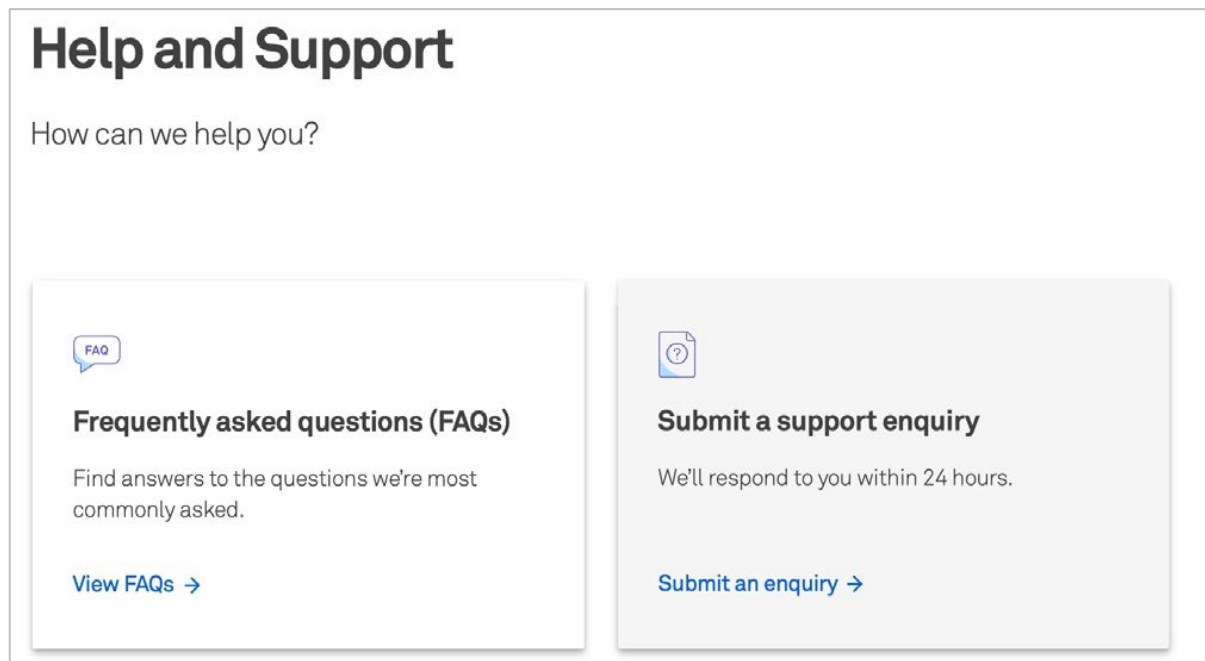 Help and Support
How can we help you?
FAQ
Frequently asked questions (FAQs)
Find answers to the questions we're most
commonly asked.
View FAQs →
?
Submit a support enquiry
We'll respond to you within 24 hours.
Submit an enquiry →